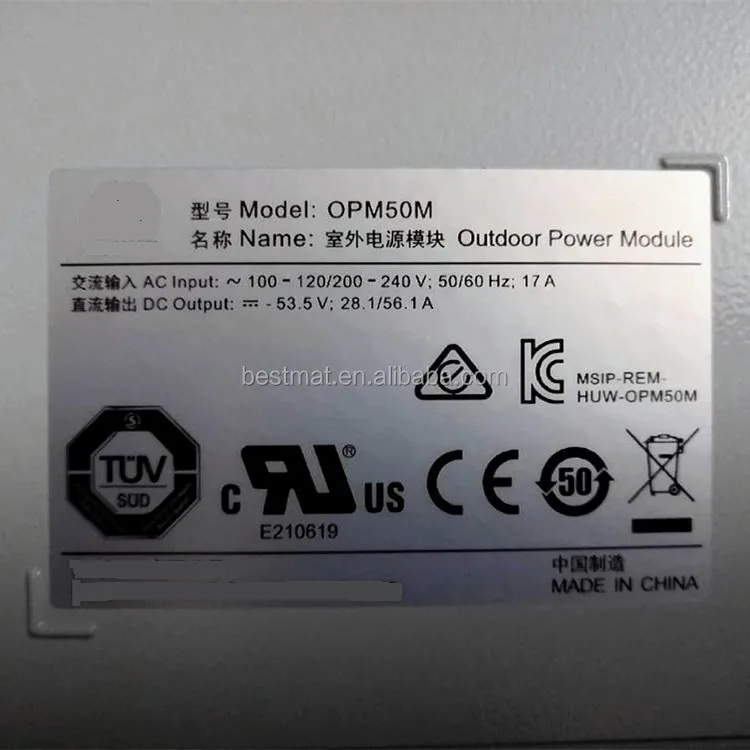 型号 Model: OPM50M
名称 Name: 室外电源模块 Outdoor Power Module
交流输入 AC Input: ~ 100 - 120/200 - 240 V; 50/60 Hz; 17 A
直流输出 DC Output: ⎓ - 53.5 V; 28.1/56.1 A
bestmat.en.alibaba.com
MSIP-REM-
HUW-OPM50M
S
TÜV
SÜD
C RU ® US
E210619
CE
50
中国制造
MADE IN CHINA